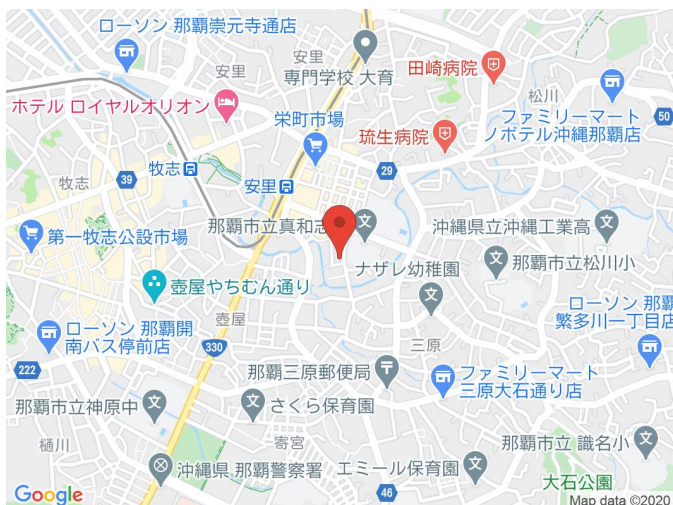 ローソン 那覇崇元寺通店
安里
安里
専門学校 大育
田崎病院
松川
ホテル ロイヤルオリオン
栄町市場
琉生病院
ファミリーマート
ノボテル沖縄那覇店
50
牧志
29
39
牧志
安里
那覇市立真和志
沖縄県立沖縄工業高
第一牧志公設市場
ナザレ幼稚園
那覇市立松川小
壺屋やちむん通り
ローソン 那覇
繁多川一丁目店
壺屋
ローソン 那覇開
南バス停前店
330
三原
222
那覇三原郵便局
ファミリーマート
三原大石通り店
那覇市立神原中
さくら保育園
樋川
寄宮
那覇市立 識名小
沖縄県 那覇警察署
エミール保育園
大石公園
46
Google
Map data ©2020